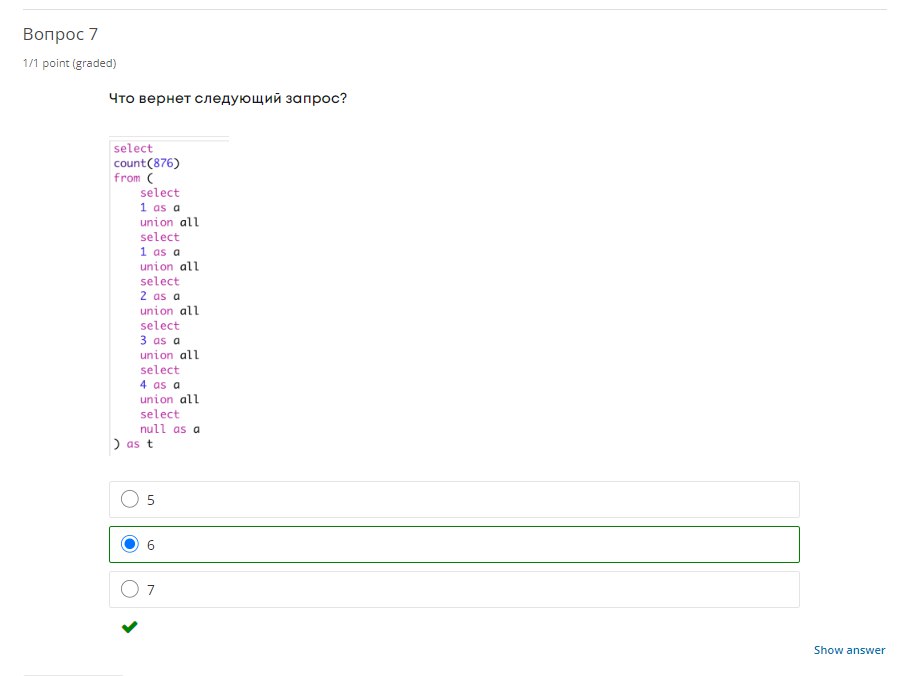 Вопрос 7
1/1 point (graded)
Что вернет следующий запрос?
select
count(876)
from (
select
1 as a
union all
select
1 as a
union all
select
2 as a
union all
select
3 as a
union all
select
4 as a
union all
select
null as a
) as t
5
6
7
Show answer